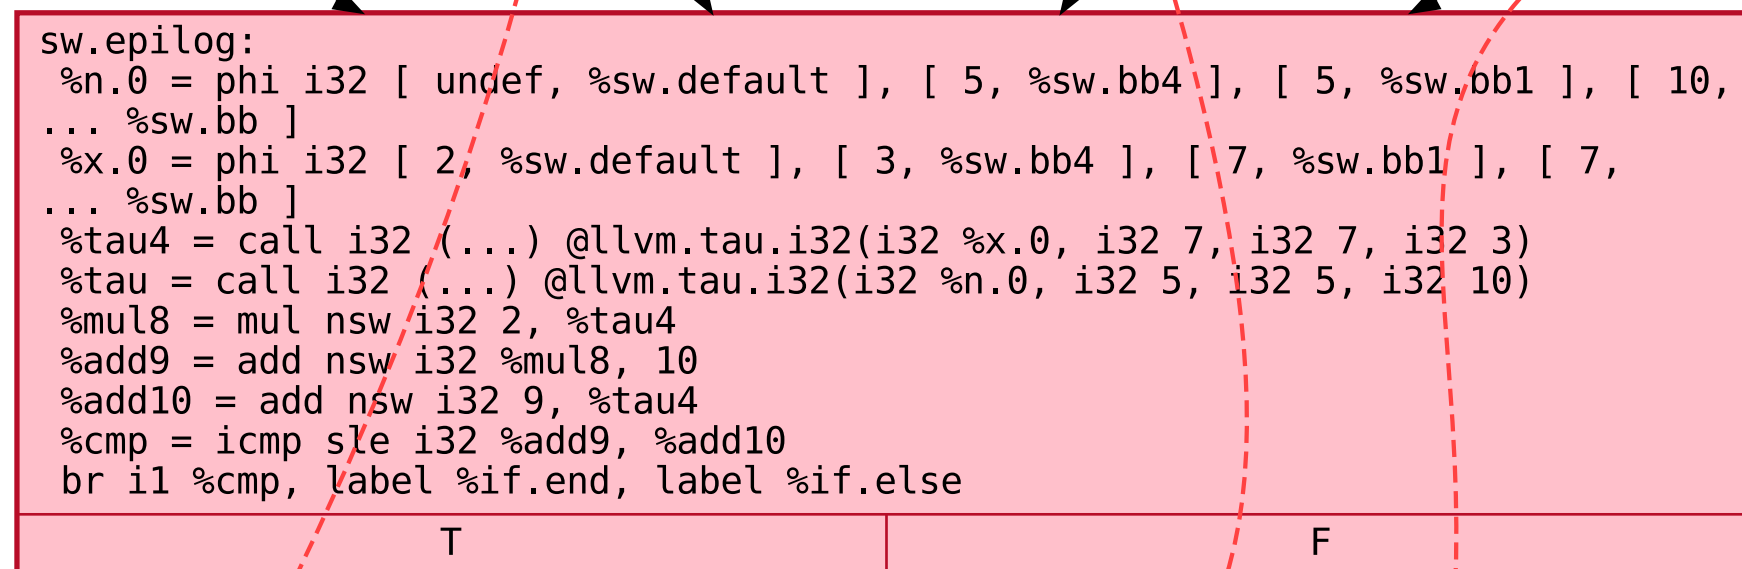 sw.epilog:
%n.0 = phi i32 [ undef, %sw.default ], [ 5, %sw.bb4 ], [ 5, %sw.bb1 ], [ 10,
... %sw.bb ]
%x.0 = phi i32 [ 2, %sw.default ], [ 3, %sw.bb4 ], [ 7, %sw.bb1 ], [ 7,
... %sw.bb ]
%tau4 = call i32 (...) @llvm.tau.i32(i32 %x.0, i32 7, i32 7, i32 3)
%tau = call i32 (...) @llvm.tau.i32(i32 %n.0, i32 5, i32 5, i32 10)
%mul8 = mul nsw i32 2, %tau4
%add9 = add nsw i32 %mul8, 10
%add10 = add nsw i32 9, %tau4
%cmp = icmp sle i32 %add9, %add10
br i1 %cmp, label %if.end, label %if.else
T F